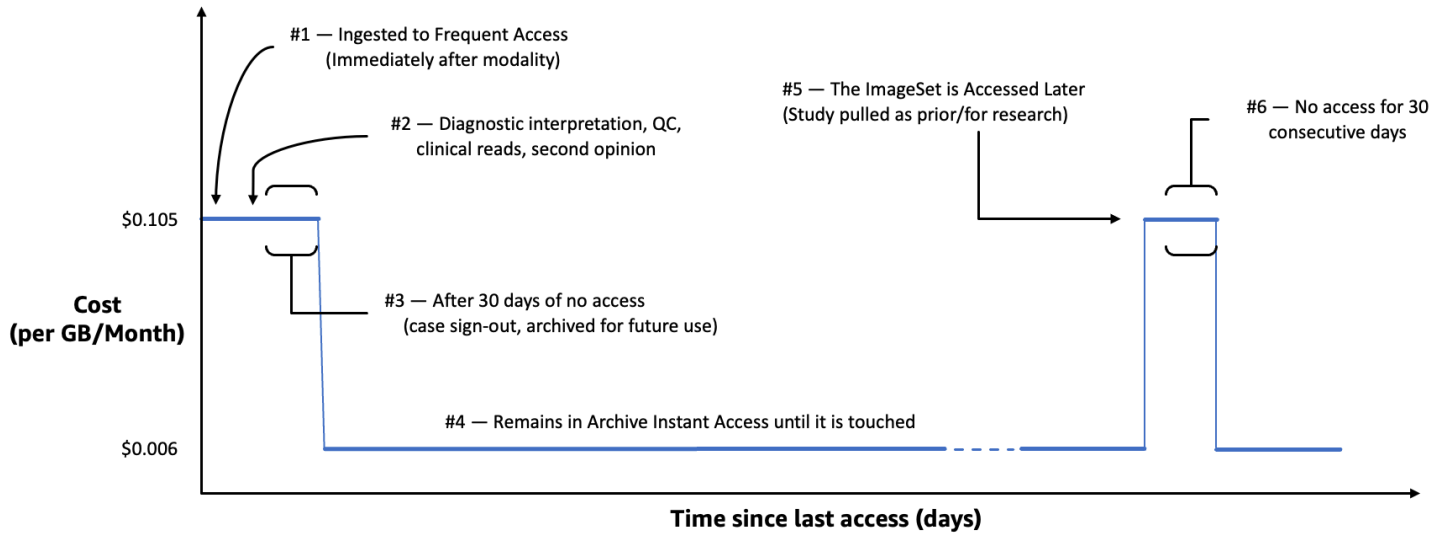 #1 — Ingested to Frequent Access
(Immediately after modality)
#2 — Diagnostic interpretation, QC,
clinical reads, second opinion
#5 — The ImageSet is Accessed Later
(Study pulled as prior/for research)
#6 — No access for 30
consecutive days
$0.105
Cost
(per GB/Month)
#3 — After 30 days of no access
(case sign-out, archived for future use)
#4 — Remains in Archive Instant Access until it is touched
$0.006
Time since last access (days)